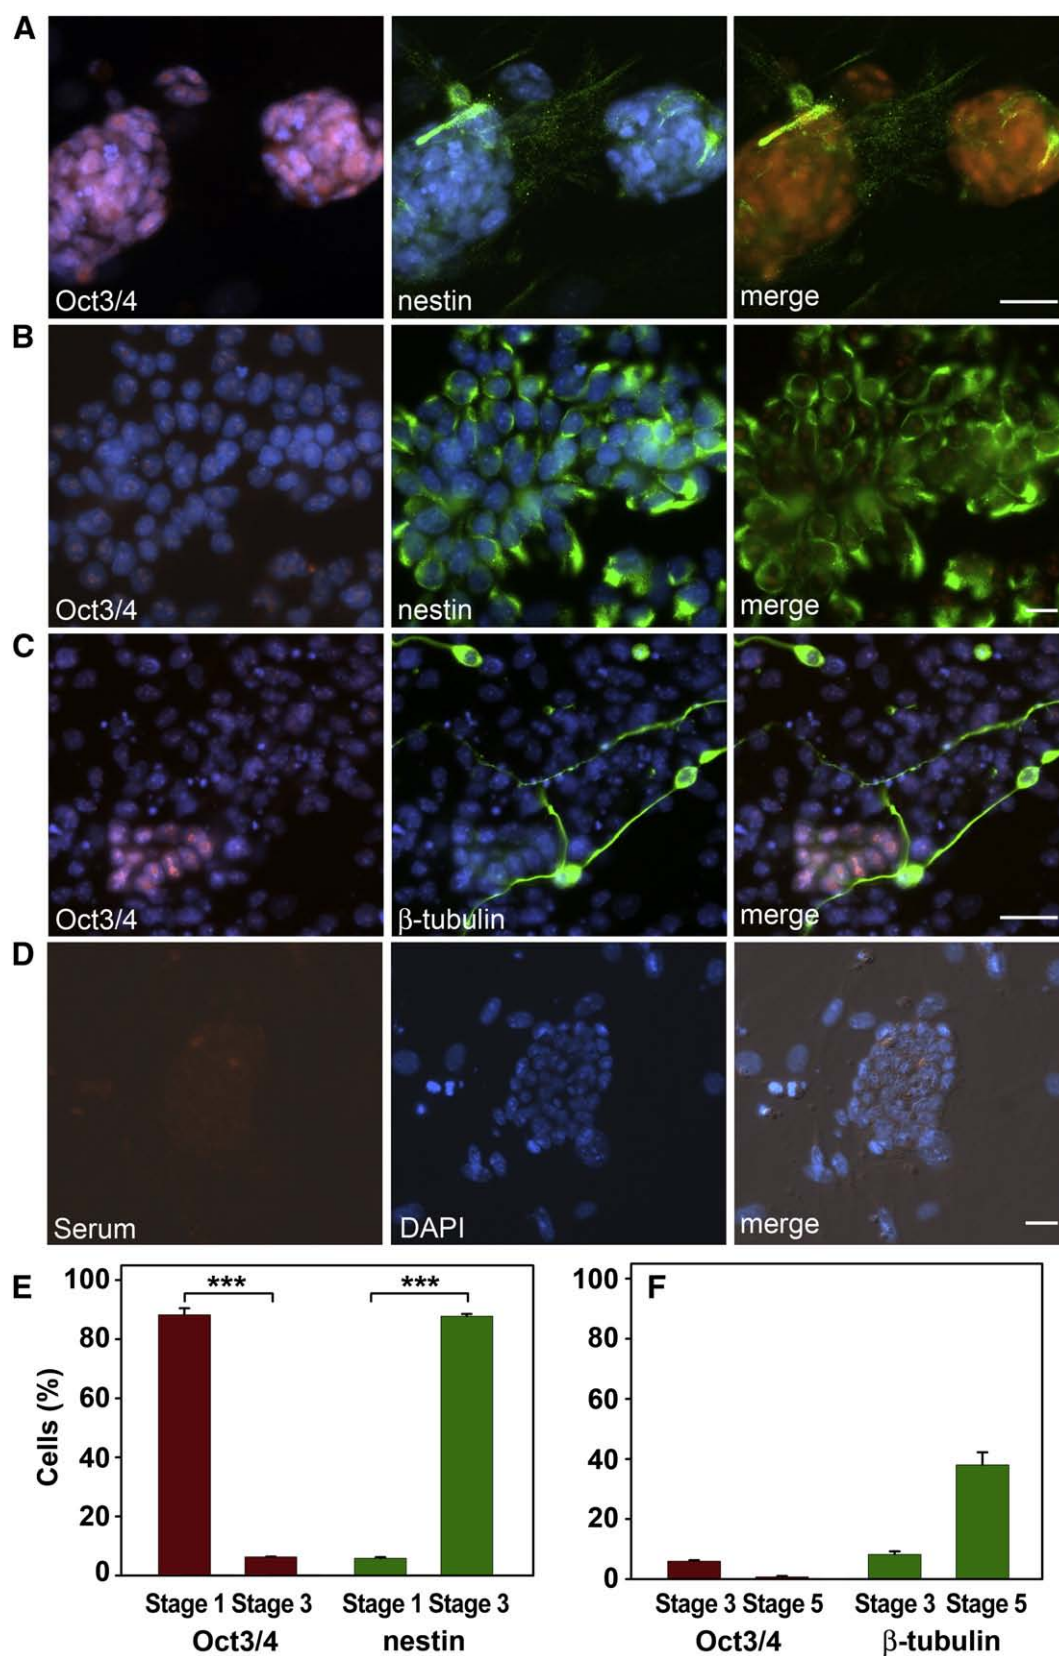 A
Oct3/4
nestin
merge
B
Oct3/4
nestin
merge
C
Oct3/4
β-tubulin
merge
D
Serum
DAPI
merge
E
100
80
60
40
20
0
Cells (%)
***
***
Stage 1 Stage 3
Stage 1 Stage 3
Oct3/4
nestin
F
100
80
60
40
20
0
Stage 3 Stage 5
Stage 3 Stage 5
Oct3/4
β-tubulin